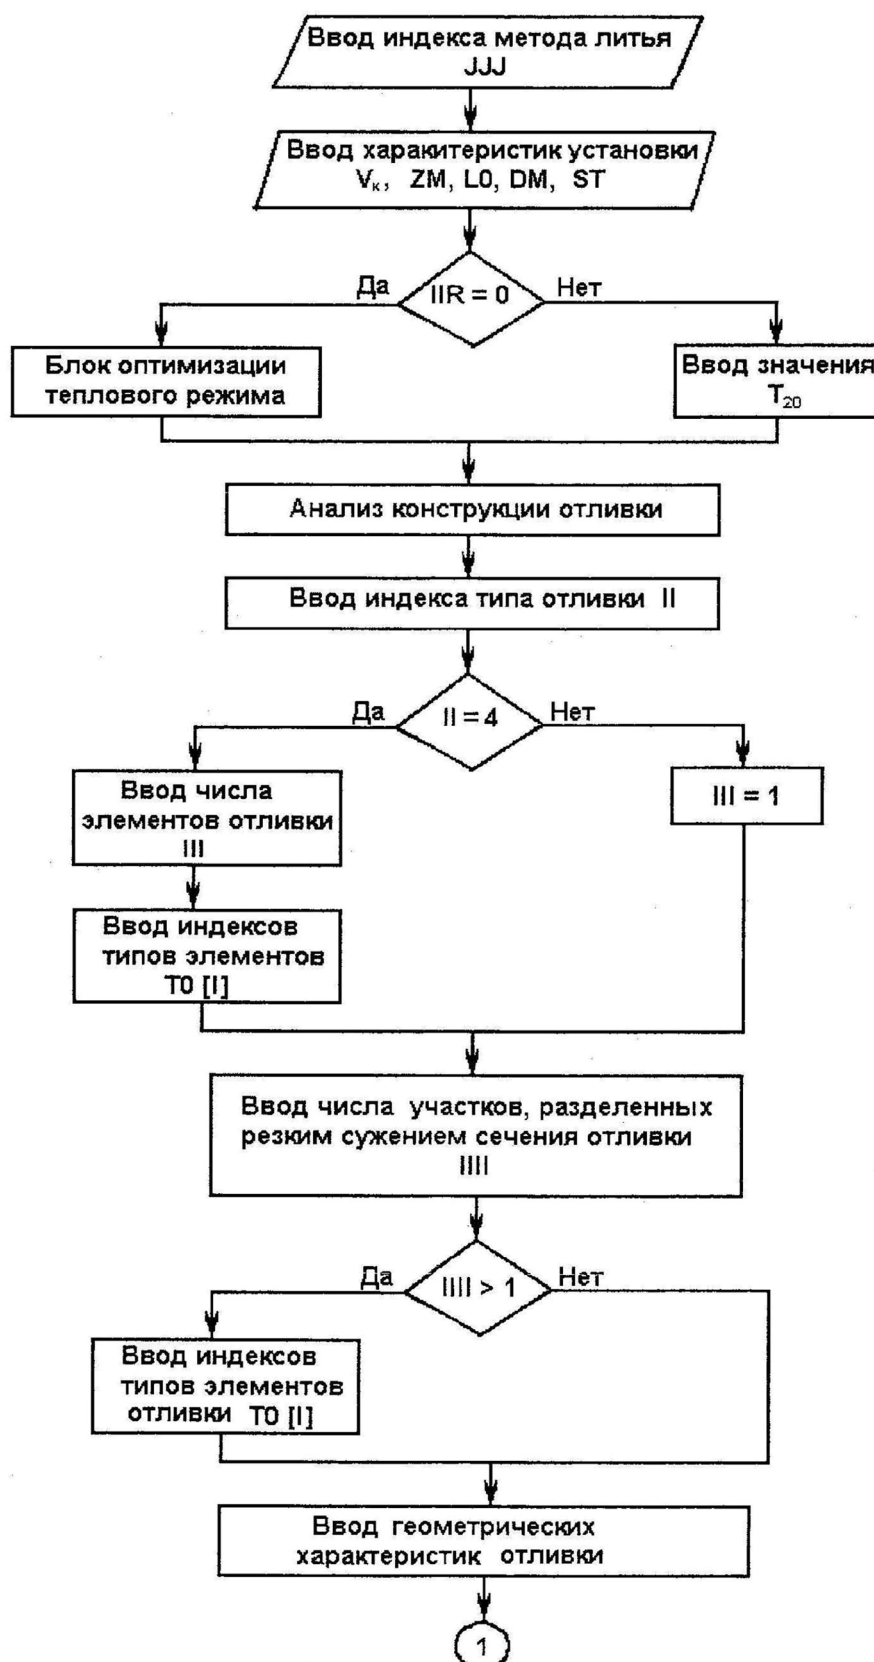 Ввод индекса метода литья
JJJ
Ввод харакитеристик установки
Vк, ZM, L0, DM, ST
Да
IIR = 0
Нет
Блок оптимизации
теплового режима
Ввод значения
T20
Анализ конструкции отливки
Ввод индекса типа отливки II
Да
II = 4
Нет
Ввод числа
элементов отливки
III
III = 1
Ввод индексов
типов элементов
T0 [I]
Ввод числа участков, разделенных
резким сужением сечения отливки
IIII
Да
IIII > 1
Нет
Ввод индексов
типов элементов
отливки T0 [I]
Ввод геометрических
характеристик отливки
1